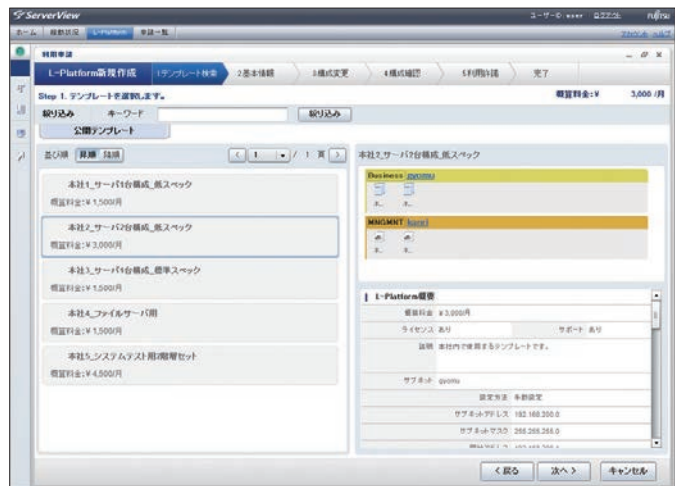 ServerView
ユーザーID:user ログアウト FUJITSU
ホーム 稼動状況 L-Platform 申請一覧
アカウント ヘルプ
利用申請
L-Platform新規作成 1テンプレート検索 2基本情報 3構成変更 4構成確認 5利用許諾 完了
Step 1. テンプレートを選択します。 概算料金:¥ 3,000 /月
絞り込み キーワード 絞り込み
公開テンプレート
並び順 昇順 降順 < 1 / 1 頁 >
本社1_サーバ1台構成_低スペック
概算料金:¥ 1,500/月
本社2_サーバ2台構成_低スペック
概算料金:¥ 3,000/月
本社3_サーバ1台構成_標準スペック
概算料金:¥ 1,500/月
本社4_ファイルサーバ用
概算料金:¥ 1,500/月
本社5_システムテスト用2階層セット
概算料金:¥ 4,500/月
本社2_サーバ2台構成_低スペック
Business gyomu
本... 本...
MNGMNT kanri
本... 本...
L-Platform概要
概算料金 ¥ 3,000/月
ライセンス あり サポート あり
説明 本社内で使用するテンプレートです。
サブネット gyomu
設定方法 手動設定
サブネットアドレス 192.168.200.0
サブネットマスク 255.255.255.0
< 戻る 次へ > キャンセル